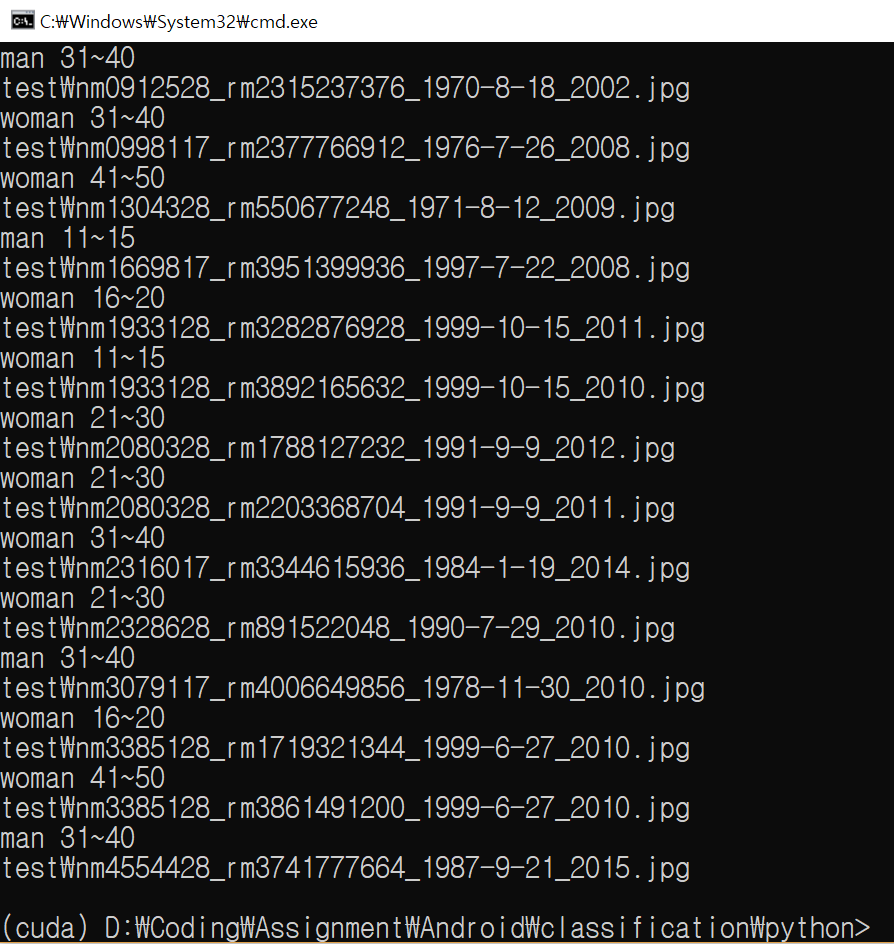 C:₩Windows₩System32₩cmd.exe
man 31~40
test₩nm0912528_rm2315237376_1970-8-18_2002.jpg
woman 31~40
test₩nm0998117_rm2377766912_1976-7-26_2008.jpg
woman 41~50
test₩nm1304328_rm550677248_1971-8-12_2009.jpg
man 11~15
test₩nm1669817_rm3951399936_1997-7-22_2008.jpg
woman 16~20
test₩nm1933128_rm3282876928_1999-10-15_2011.jpg
woman 11~15
test₩nm1933128_rm3892165632_1999-10-15_2010.jpg
woman 21~30
test₩nm2080328_rm1788127232_1991-9-9_2012.jpg
woman 21~30
test₩nm2080328_rm2203368704_1991-9-9_2011.jpg
woman 31~40
test₩nm2316017_rm3344615936_1984-1-19_2014.jpg
woman 21~30
test₩nm2328628_rm891522048_1990-7-29_2010.jpg
man 31~40
test₩nm3079117_rm4006649856_1978-11-30_2010.jpg
woman 16~20
test₩nm3385128_rm1719321344_1999-6-27_2010.jpg
woman 41~50
test₩nm3385128_rm3861491200_1999-6-27_2010.jpg
man 31~40
test₩nm4554428_rm3741777664_1987-9-21_2015.jpg
(cuda) D:₩Coding₩Assignment₩Android₩classification₩python>